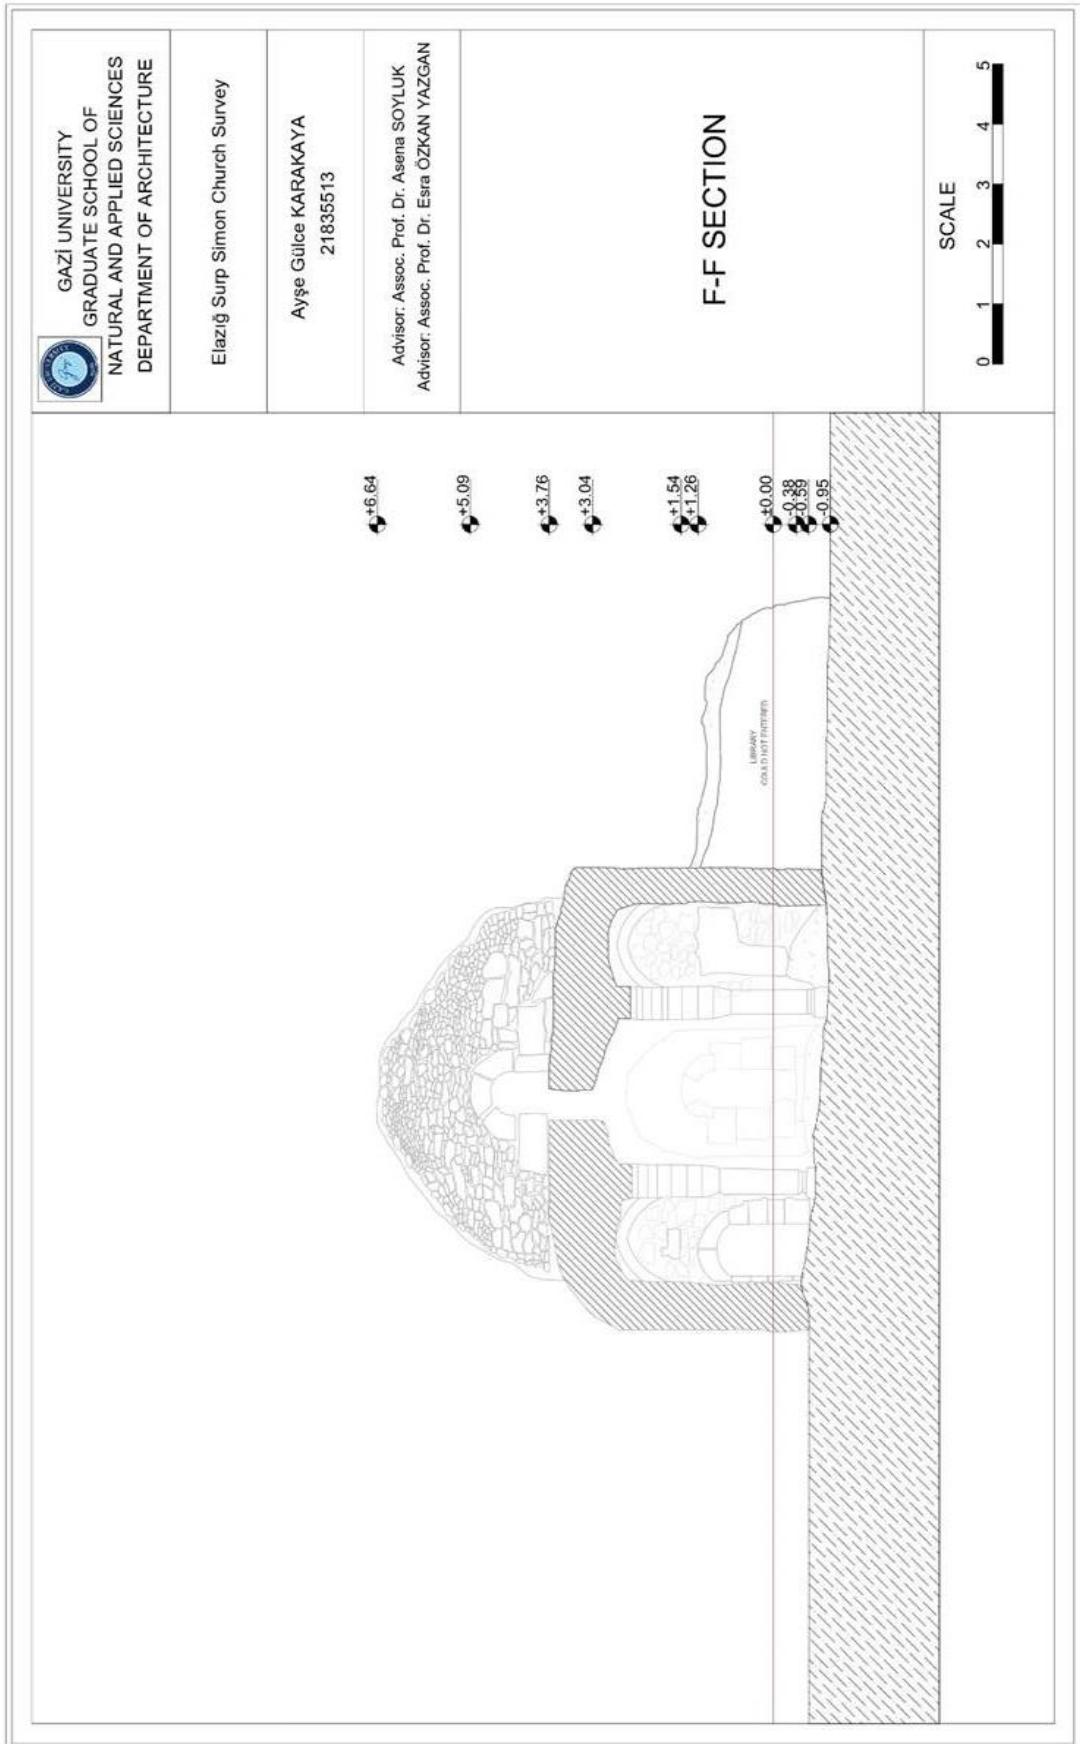 GAZİ UNIVERSITY
GRADUATE SCHOOL OF
NATURAL AND APPLIED SCIENCES
DEPARTMENT OF ARCHITECTURE
Elazığ Surp Simon Church Survey
Ayşe Gülce KARAKAYA
21835513
Advisor: Assoc. Prof. Dr. Asena SOYLUK
Advisor: Assoc. Prof. Dr. Esra ÖZKAN YAZGAN
F-F SECTION
SCALE
0 1 2 3 4 5
+6.64
+5.09
+3.76
+3.04
+1.54
+1.26
±0.00
-0.38
-0.59
-0.95
LIBRARY
COULD NOT ENTERED